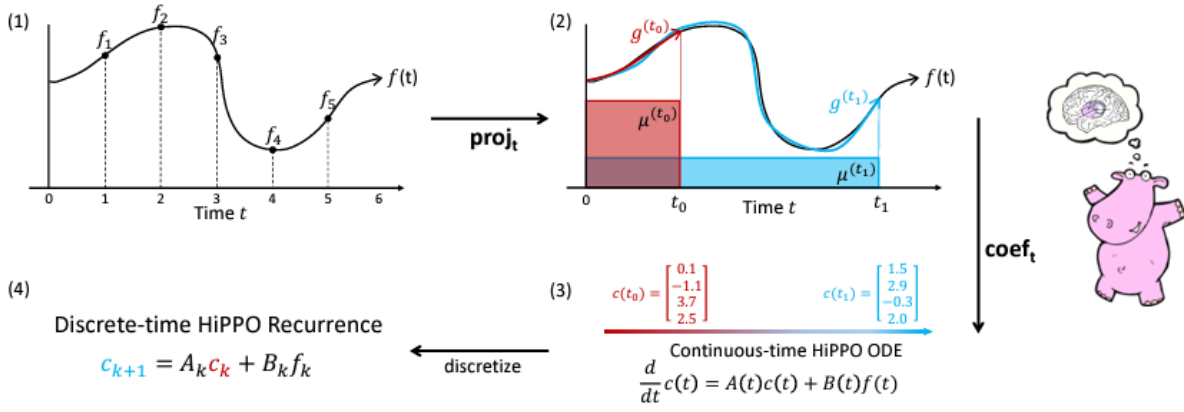 (1)
f₁
f₂
f₃
f₄
f₅
f(t)
0 1 2 3 4 5 6
Time t
proj_t
(2)
g^(t₀)
f(t)
g^(t₁)
μ^(t₀)
μ^(t₁)
0 t₀ Time t t₁
coef_t
(3)
c(t₀) = [0.1 −1.1 3.7 2.5]
c(t₁) = [1.5 2.9 −0.3 2.0]
Continuous-time HiPPO ODE
d/dt c(t) = A(t)c(t) + B(t)f(t)
discretize
(4)
Discrete-time HiPPO Recurrence
c_{k+1} = A_k c_k + B_k f_k